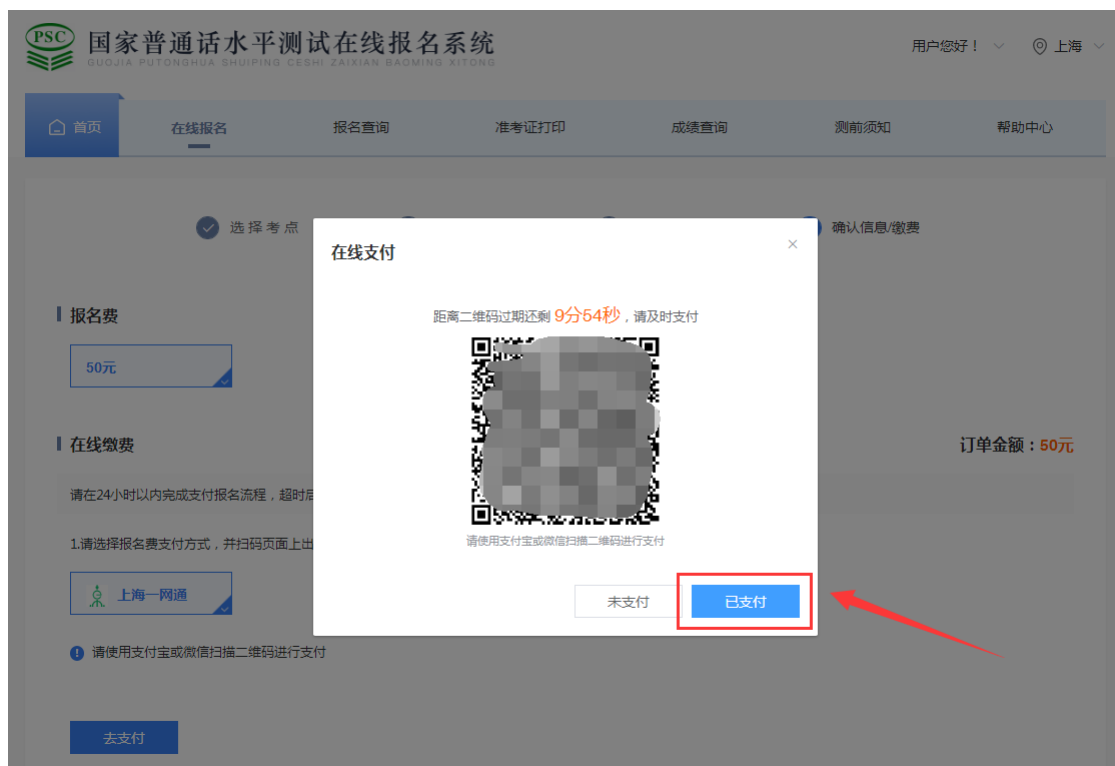 PSC
国家普通话水平测试在线报名系统
GUOJIA PUTONGHUA SHUIPING CESHI ZAIXIAN BAOMING XITONG
用户您好！ 上海
首页 在线报名 报名查询 准考证打印 成绩查询 测前须知 帮助中心
选择考点 确认信息/缴费
在线支付
距离二维码过期还剩 9分54秒，请及时支付
请使用支付宝或微信扫描二维码进行支付
未支付 已支付
报名费
50元
在线缴费 订单金额：50元
请在24小时以内完成支付报名流程，超时后
1.请选择报名费支付方式，并扫码页面上出
上海一网通
请使用支付宝或微信扫描二维码进行支付
去支付